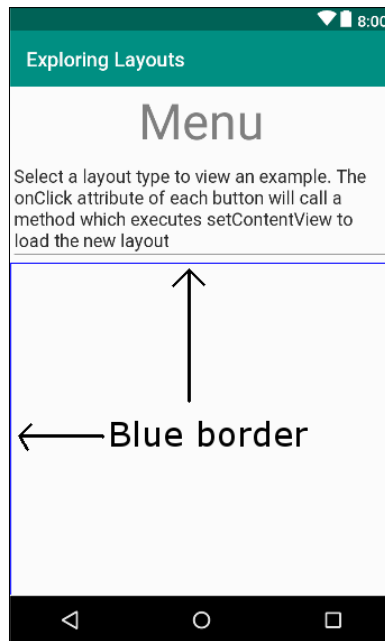 8:00
Exploring Layouts
Menu
Select a layout type to view an example. The
onClick attribute of each button will call a
method which executes setContentView to
load the new layout
Blue border